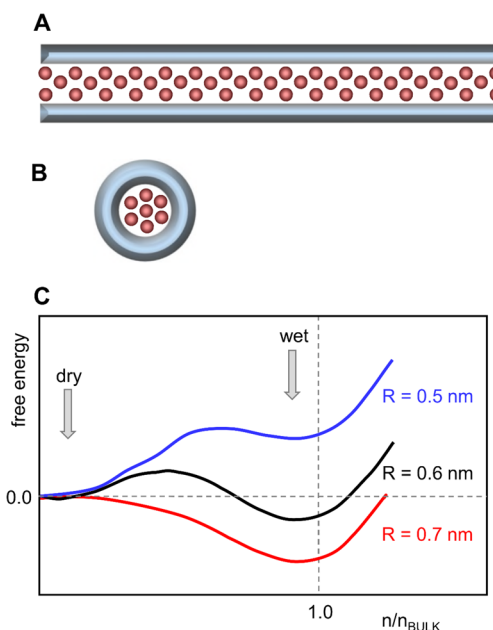 A
B
C
free energy
wet
dry
R = 0.5 nm
R = 0.6 nm
0.0
R = 0.7 nm
1.0
n/nBULK